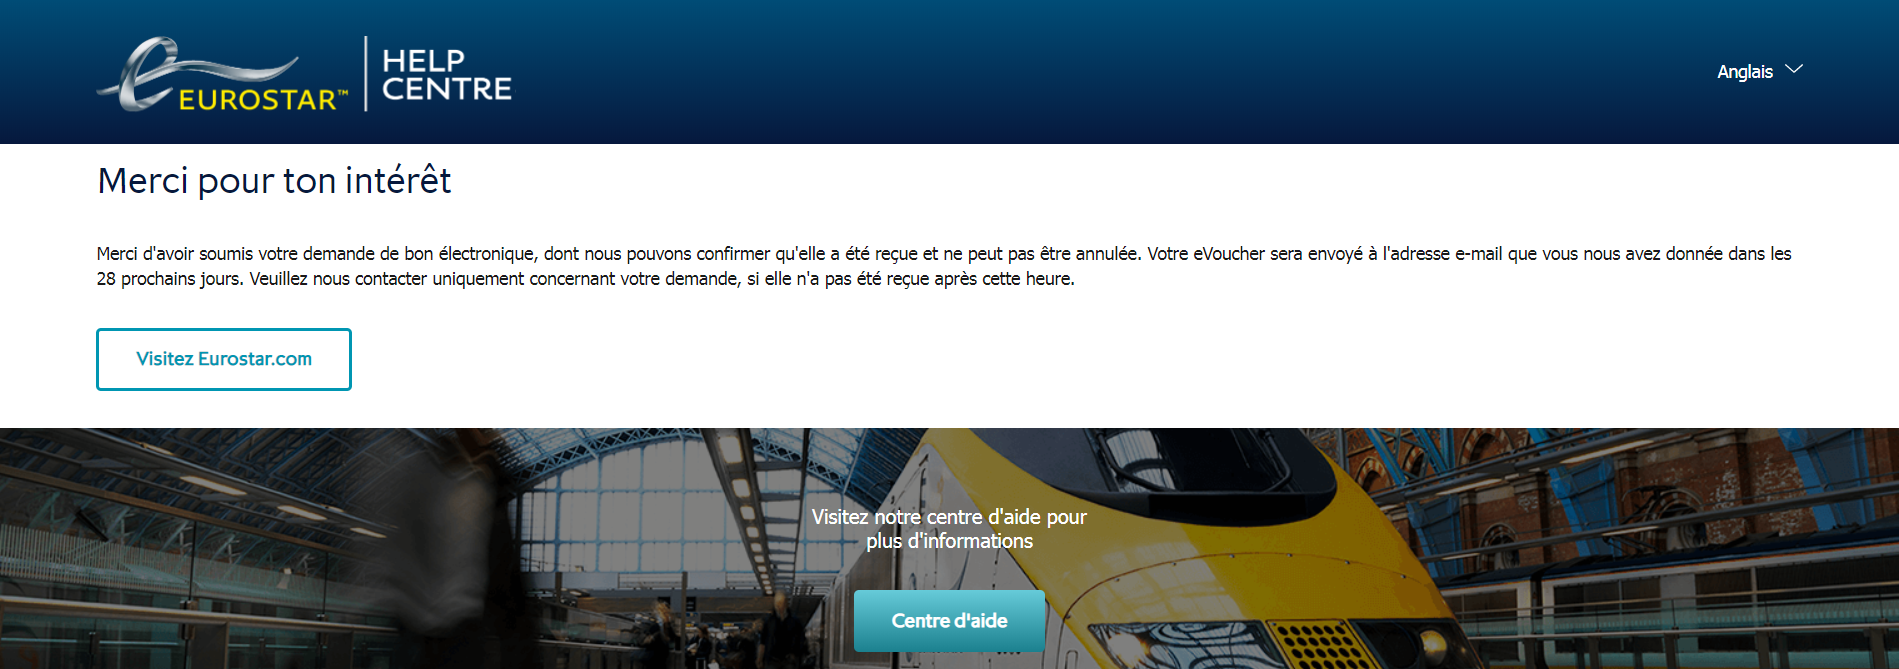 EUROSTAR™
HELP
CENTRE
Anglais
Merci pour ton intérêt
Merci d'avoir soumis votre demande de bon électronique, dont nous pouvons confirmer qu'elle a été reçue et ne peut pas être annulée. Votre eVoucher sera envoyé à l'adresse e-mail que vous nous avez donnée dans les
28 prochains jours. Veuillez nous contacter uniquement concernant votre demande, si elle n'a pas été reçue après cette heure.
Visitez Eurostar.com
Visitez notre centre d'aide pour
plus d'informations
Centre d'aide